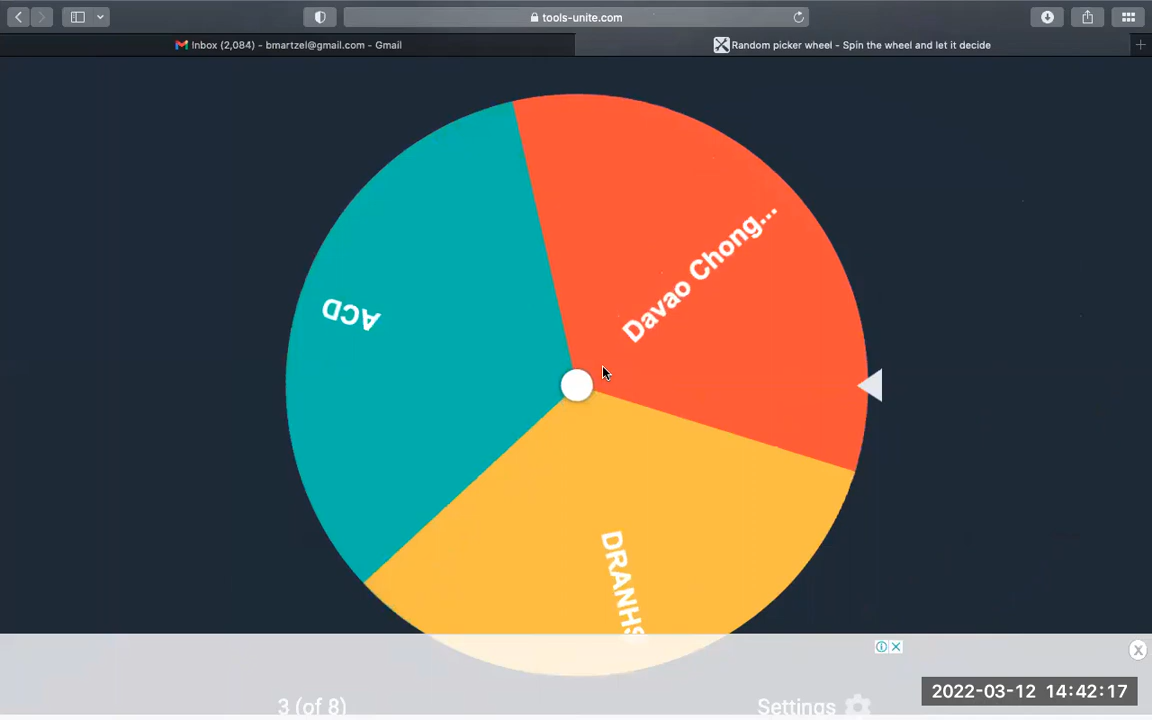 tools-unite.com
Inbox (2,084) - bmartzel@gmail.com - Gmail
Random picker wheel - Spin the wheel and let it decide
Davao Chong...
ACD
DRANHS
3 (of 8)
Settings
2022-03-12 14:42:17